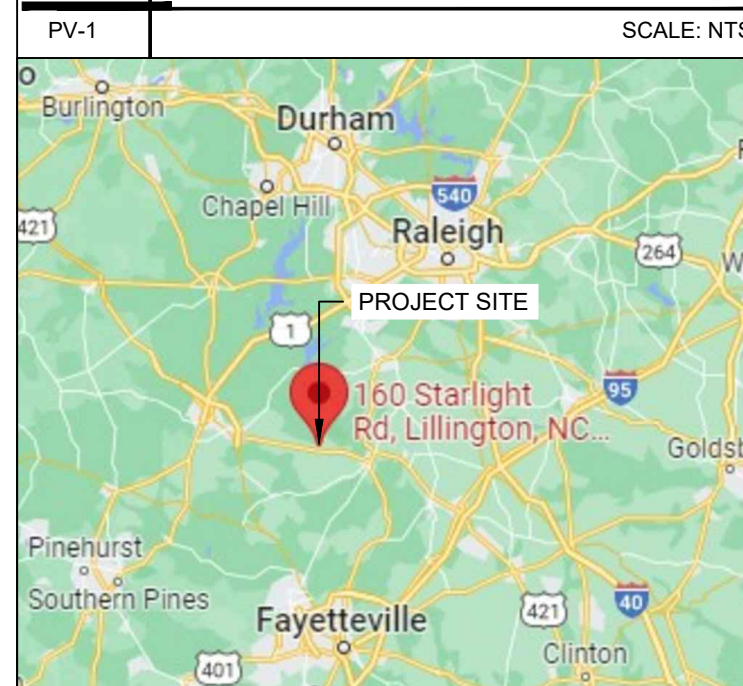 PV-1
SCALE: NTS
Burlington
Durham
Chapel Hill
540
421
Raleigh
264
PROJECT SITE
1
160 Starlight
Rd, Lillington, NC...
95
Goldsb
Pinehurst
Southern Pines
Fayetteville
421
40
Clinton
401